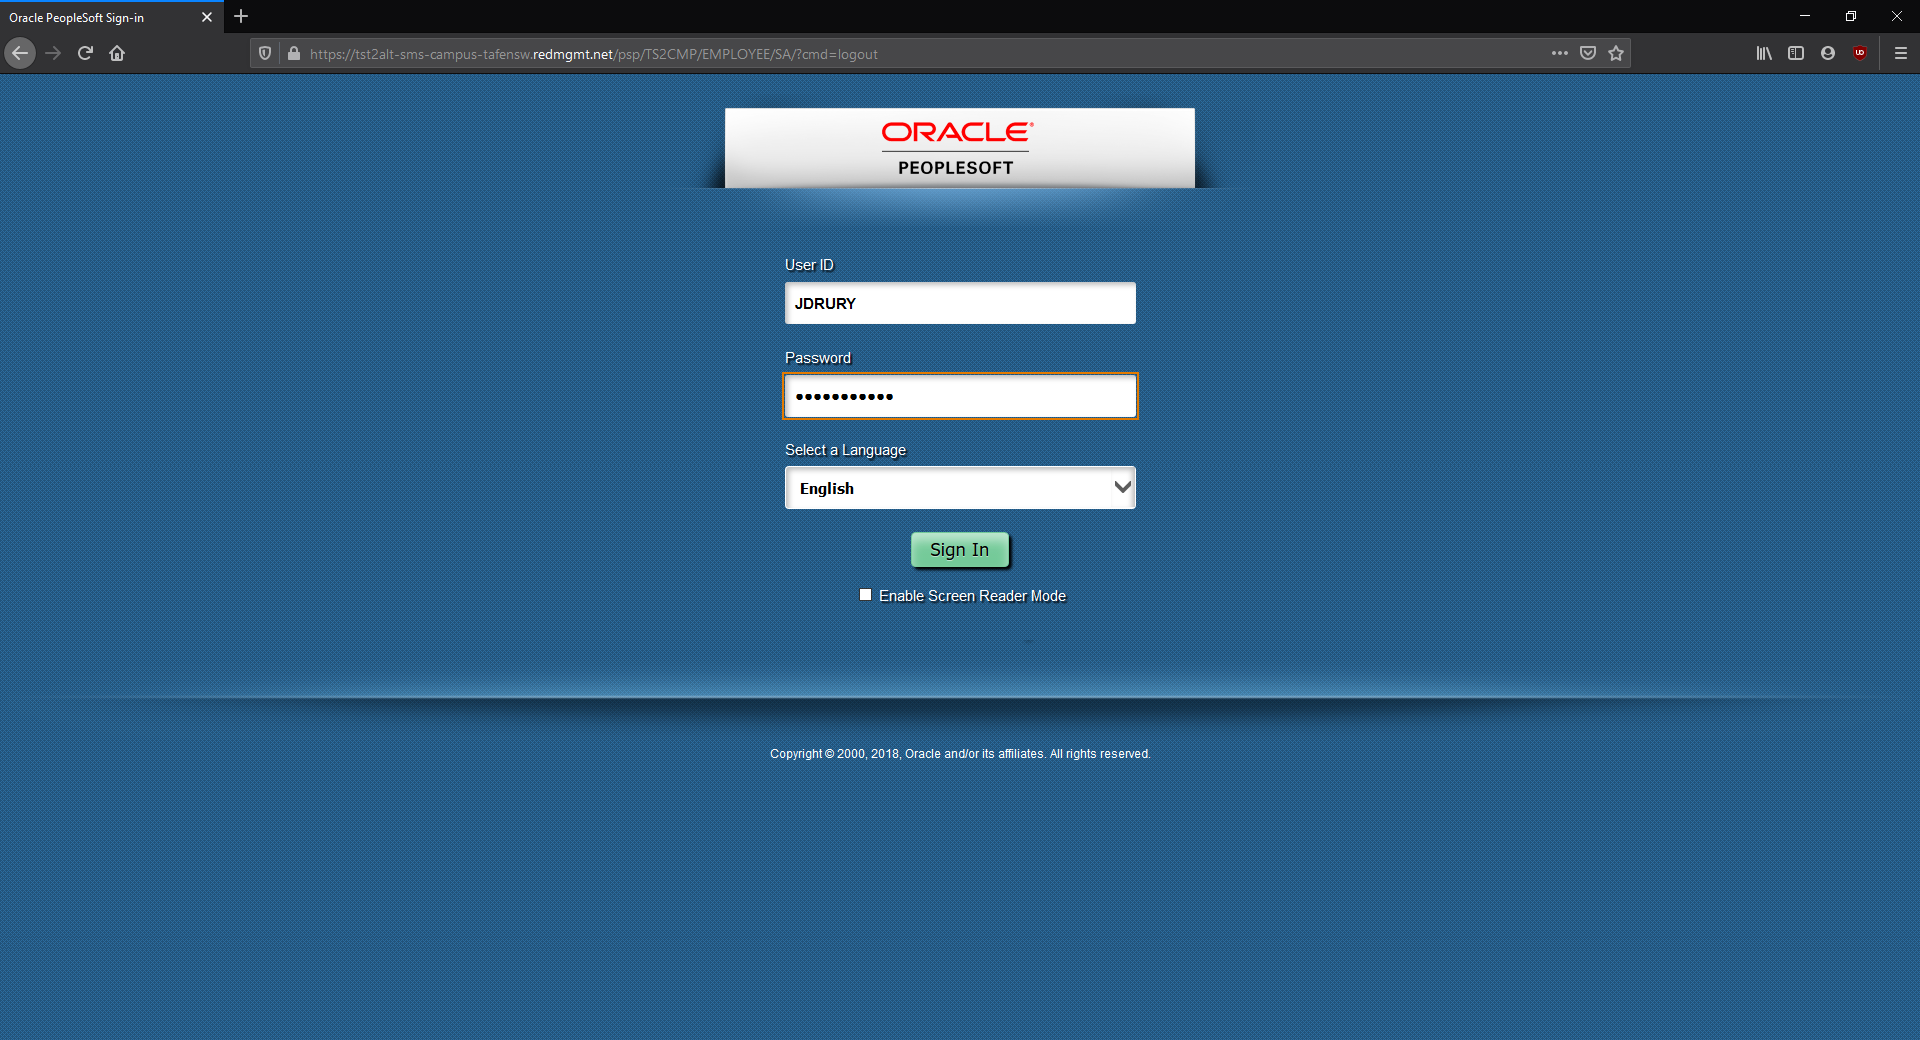 Oracle PeopleSoft Sign-in
https://tst2alt-sms-campus-tafensw.redmgmt.net/psp/TS2CMP/EMPLOYEE/SA/?cmd=logout
ORACLE®
PEOPLESOFT
User ID
JDRURY
Password
•••••••••••
Select a Language
English
Sign In
Enable Screen Reader Mode
Copyright © 2000, 2018, Oracle and/or its affiliates. All rights reserved.